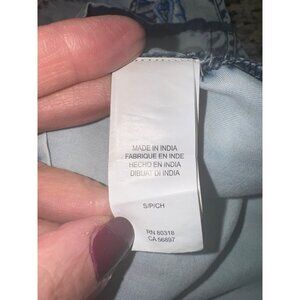 MADE IN INDIA
FABRIQUE EN INDE
HECHO EN INDIA
DIBUAT DI INDIA
S/P/CH
RN 80318
CA 56897